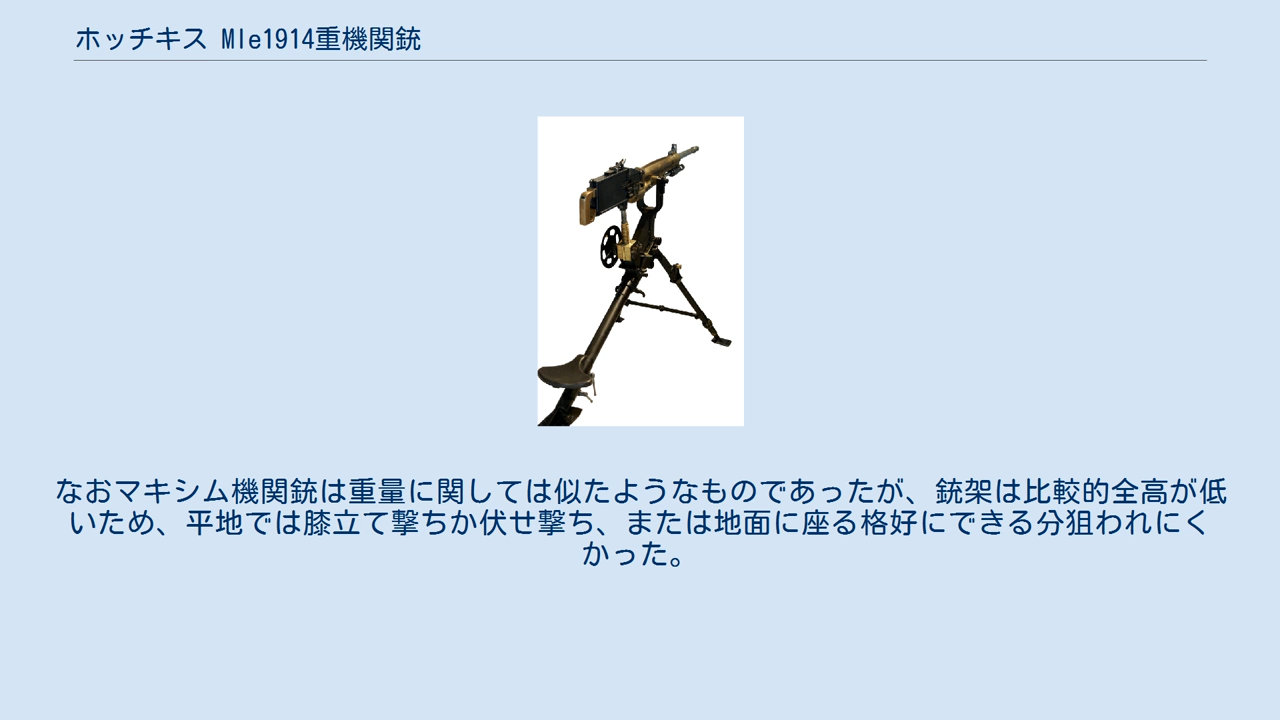 ホッチキス Mle1914重機関銃
なおマキシム機関銃は重量に関しては似たようなものであったが、銃架は比較的全高が低
いため、平地では膝立て撃ちか伏せ撃ち、または地面に座る格好にできる分狙われにく
かった。